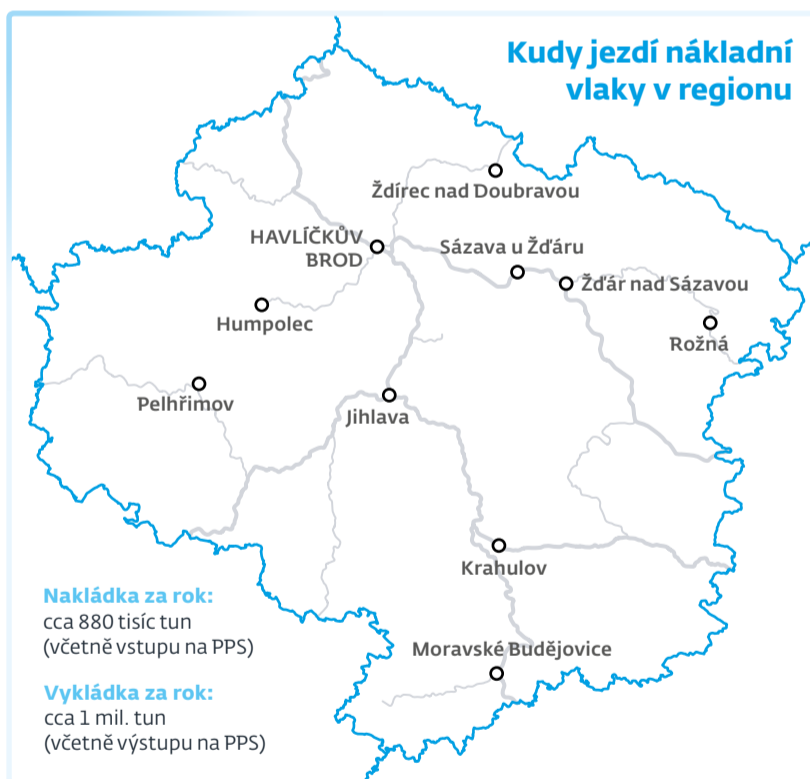 Kudy jezdí nákladní
vlaky v regionu
Ždírec nad Doubravou
HAVLÍČKŮV
BROD
Sázava u Žďáru
Žďár nad Sázavou
Humpolec
Rožná
Pelhřimov
Jihlava
Krahulov
Moravské Budějovice
Nakládka za rok:
cca 880 tisíc tun
(včetně vstupu na PPS)
Vykládka za rok:
cca 1 mil. tun
(včetně výstupu na PPS)